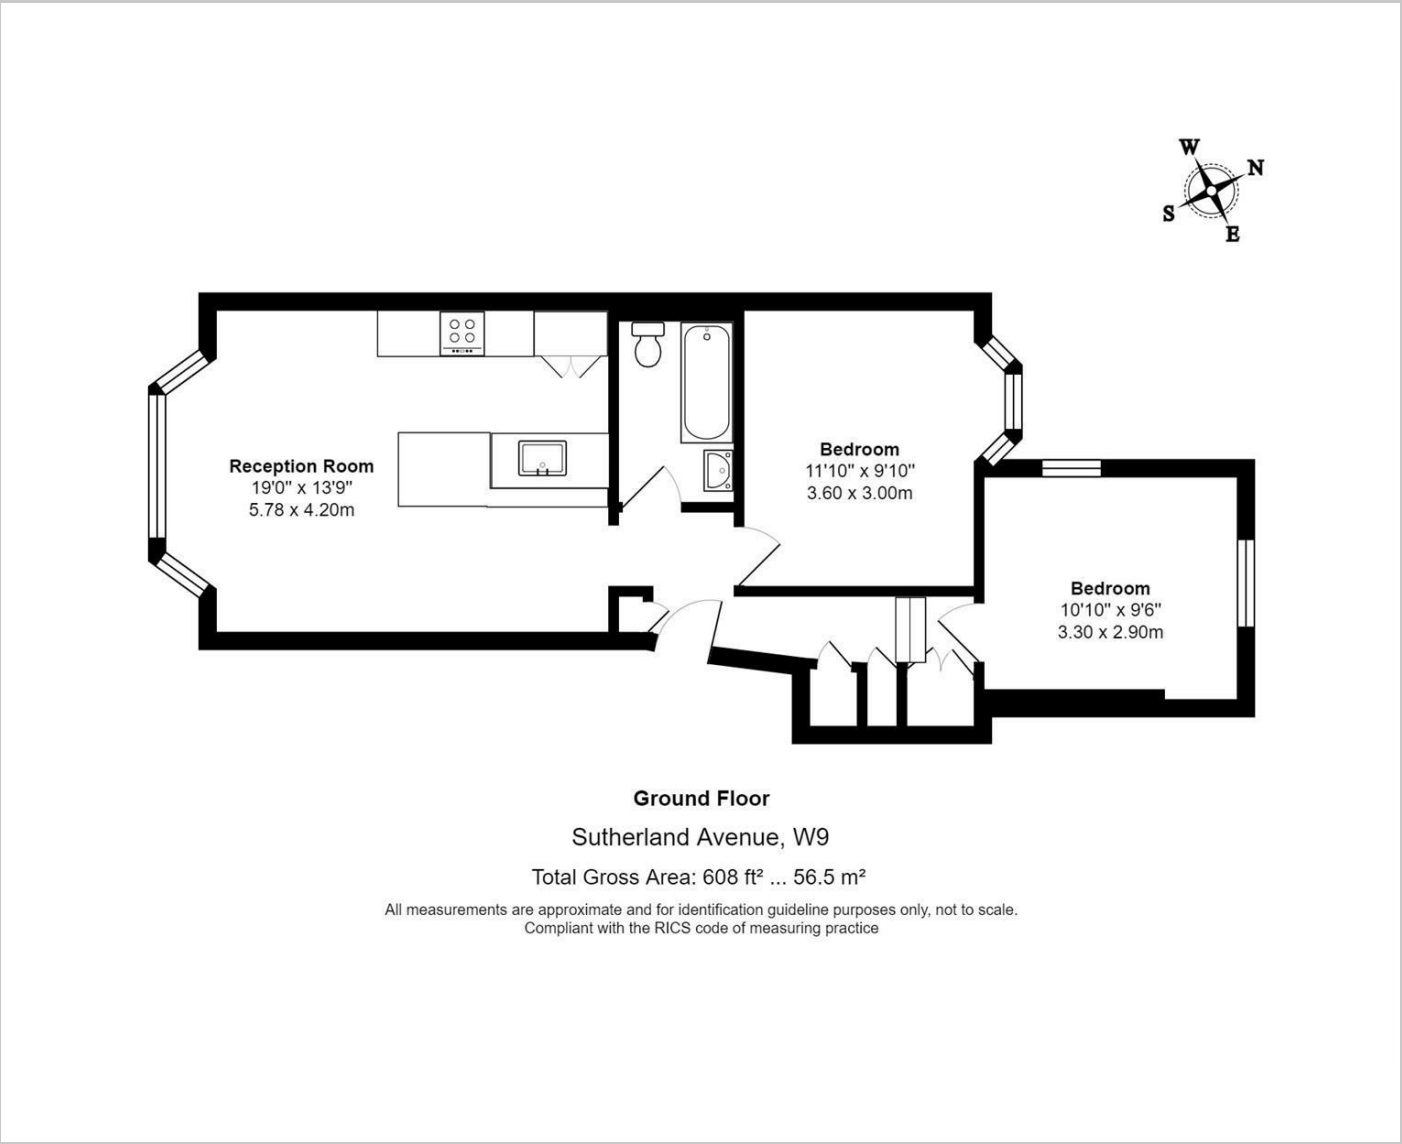 W
N
S
E
Reception Room
19'0" x 13'9"
5.78 x 4.20m
Bedroom
11'10" x 9'10"
3.60 x 3.00m
Bedroom
10'10" x 9'6"
3.30 x 2.90m
Ground Floor
Sutherland Avenue, W9
Total Gross Area: 608 ft² ... 56.5 m²
All measurements are approximate and for identification guideline purposes only, not to scale.
Compliant with the RICS code of measuring practice